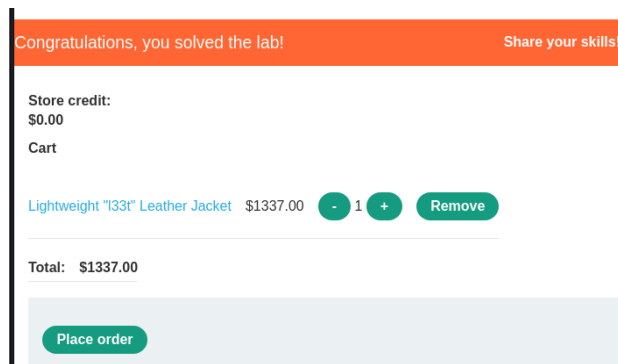 Congratulations, you solved the lab! Share your skills!
Store credit:
$0.00
Cart
Lightweight "l33t" Leather Jacket $1337.00 - 1 + Remove
Total: $1337.00
Place order